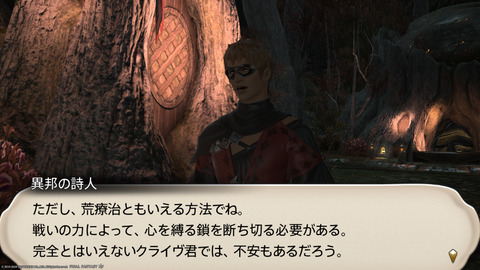 異邦の詩人
ただし、荒療治ともいえる方法でね。
戦いの力によって、心を縛る鎖を断ち切る必要がある。
完全とはいえないクライヴ君では、不安もあるだろう。